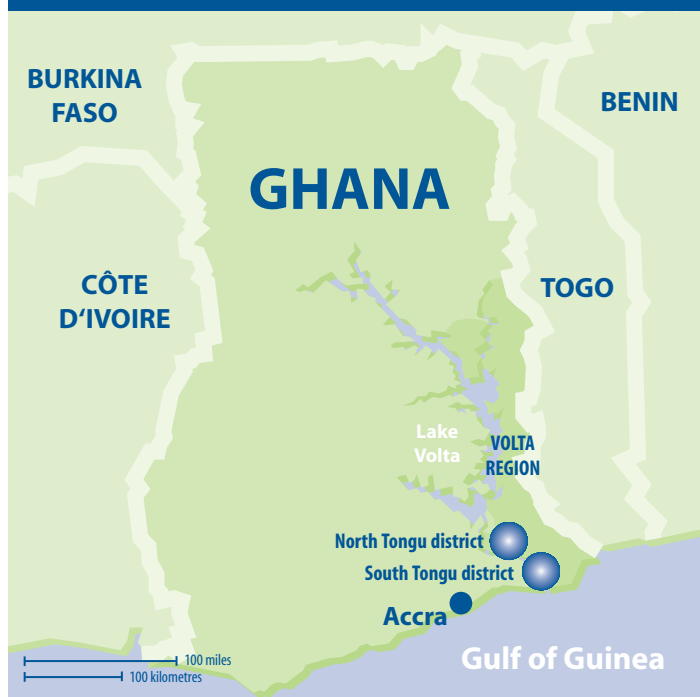 BURKINA
FASO
BENIN
GHANA
CÔTE
D‘IVOIRE
TOGO
Lake
Volta
VOLTA
REGION
North Tongu district
South Tongu district
Accra
Gulf of Guinea
100 miles
100 kilometres